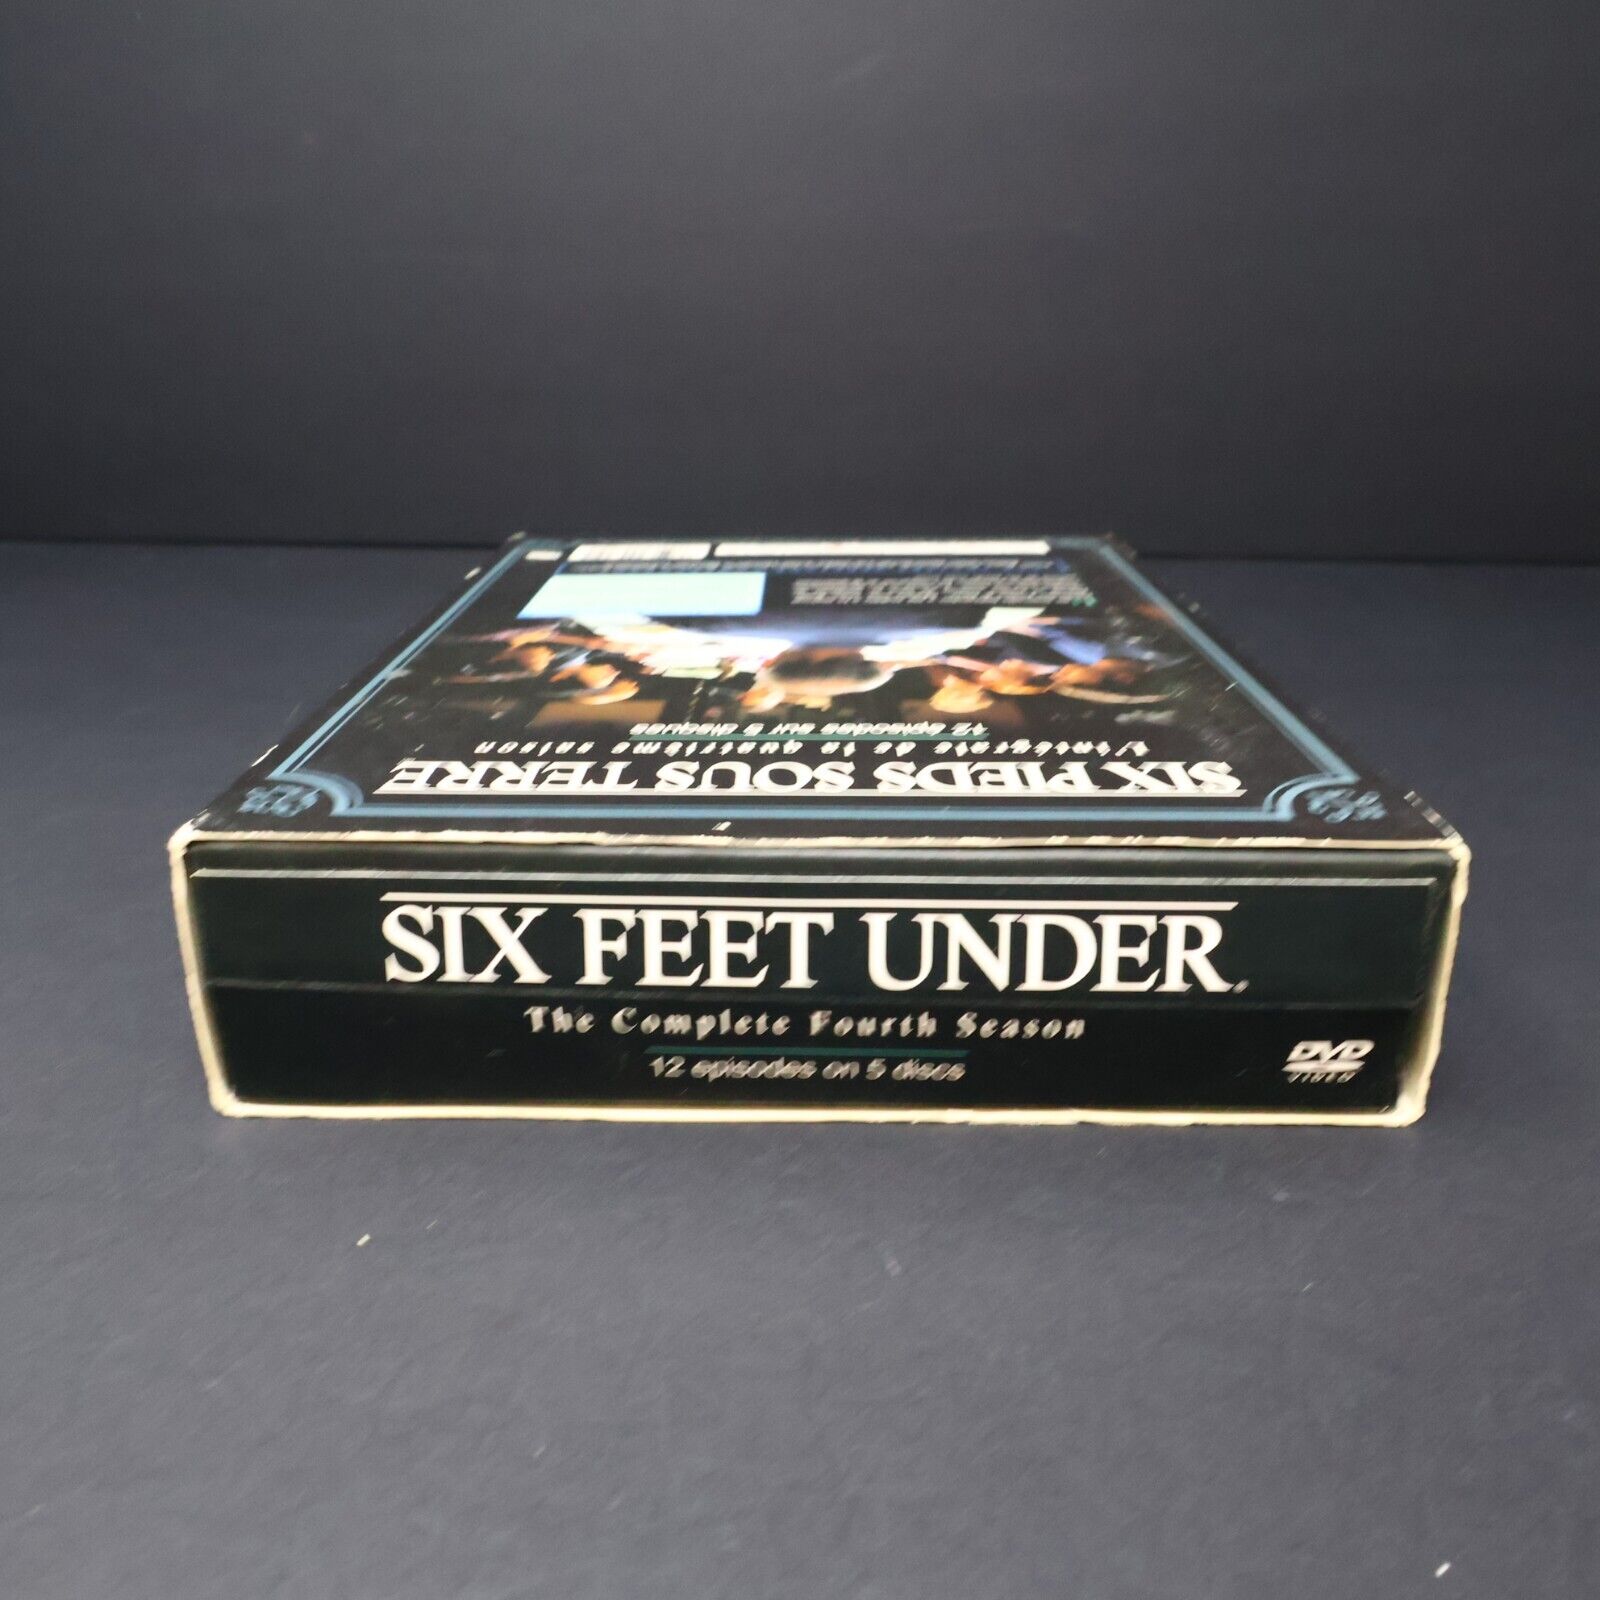 SIX PIEDS SOUS TERRE
L'intégrale de la quatrième saison
12 épisodes sur 5 disques
SIX FEET UNDER
The Complete Fourth Season
12 episodes on 5 discs
DVD
VIDEO